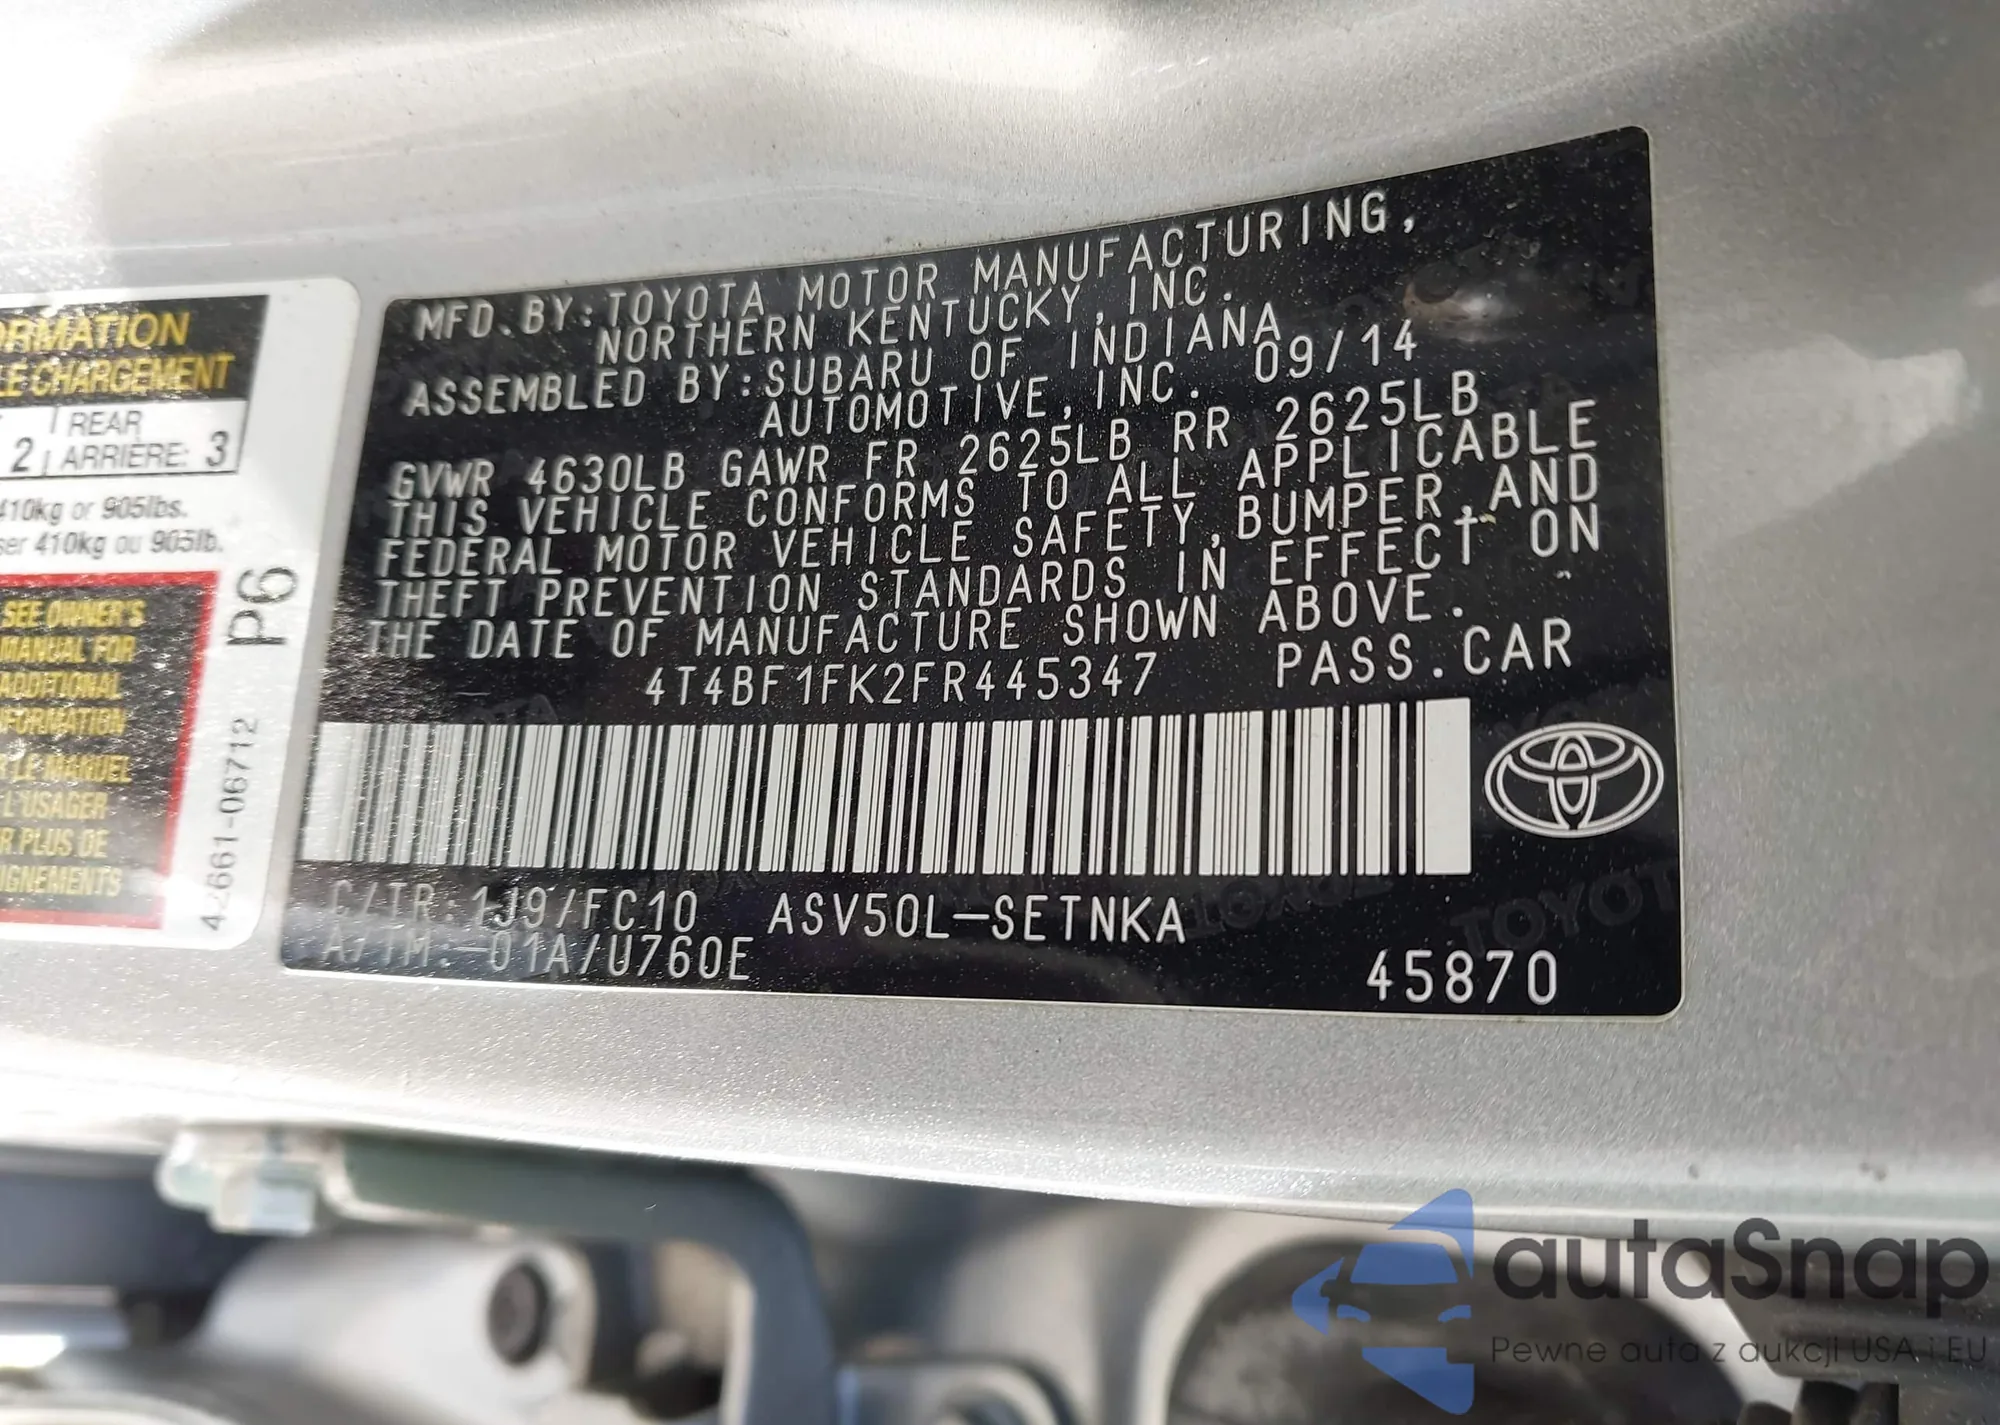 ORMATION
LE CHARGEMENT
REAR
2 ARRIÈRE: 3
410kg or 905lbs.
ser 410kg ou 905lb.
SEE OWNER'S
MANUAL FOR
ADDITIONAL
NFORMATION
LE MANUEL
L'USAGER
R PLUS DE
IGNEMENTS
P6
42661-06712
MFD.BY:TOYOTA MOTOR MANUFACTURING,
NORTHERN KENTUCKY, INC.
ASSEMBLED BY:SUBARU OF INDIANA
AUTOMOTIVE,INC. 09/14
GVWR 4630LB GAWR FR 2625LB RR 2625LB
THIS VEHICLE CONFORMS TO ALL APPLICABLE
FEDERAL MOTOR VEHICLE SAFETY,BUMPER,AND
THEFT PREVENTION STANDARDS IN EFFECT ON
THE DATE OF MANUFACTURE SHOWN ABOVE.
4T4BF1FK2FR445347 PASS.CAR
C/TR:1J9/FC10 ASV50L-SETNKA
A/TM:-01A/U760E
45870
autaSnap
Pewne auta z aukcji USA i EU